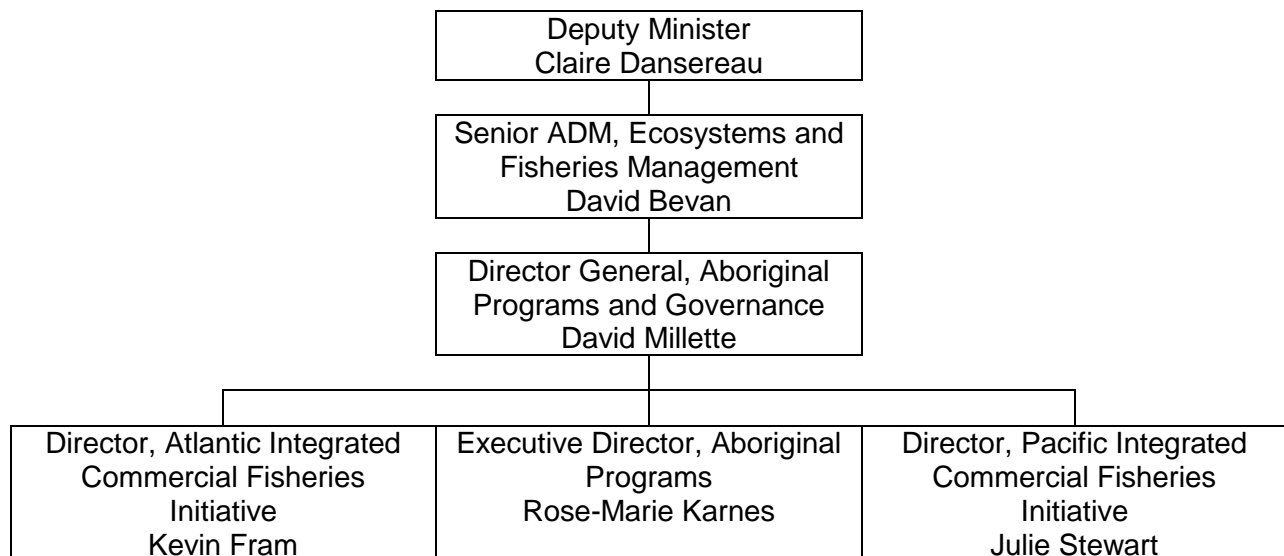 Deputy Minister
Claire Dansereau
Senior ADM, Ecosystems and
Fisheries Management
David Bevan
Director General, Aboriginal
Programs and Governance
David Millette
Director, Atlantic Integrated
Commercial Fisheries
Initiative
Kevin Fram
Executive Director, Aboriginal
Programs
Rose-Marie Karnes
Director, Pacific Integrated
Commercial Fisheries
Initiative
Julie Stewart